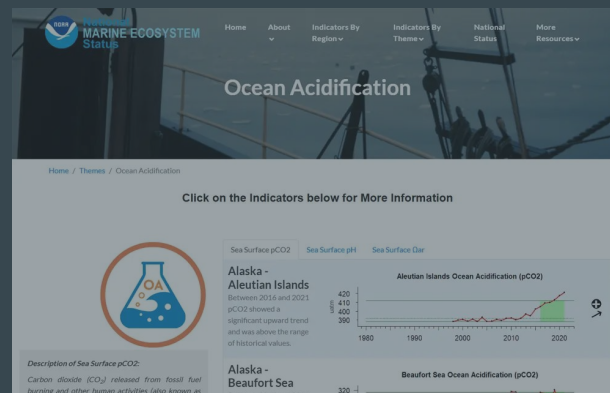 NOAA
National
MARINE ECOSYSTEM
Status
Home
About
Indicators By
Region
Indicators By
Theme
National
Status
More
Resources
Ocean Acidification
Home / Themes / Ocean Acidification
Click on the Indicators below for More Information
OA
Description of Sea Surface pCO2:
Carbon dioxide (CO2) released from fossil fuel
burning and other human activities (also known as
Sea Surface pCO2
Sea Surface pH
Sea Surface Ωar
Alaska -
Aleutian Islands
Between 2016 and 2021
pCO2 showed a
significant upward trend
and was above the range
of historical values.
Aleutian Islands Ocean Acidification (pCO2)
420
410
400
390
1980 1990 2000 2010 2020
Alaska -
Beaufort Sea
Beaufort Sea Ocean Acidification (pCO2)
320